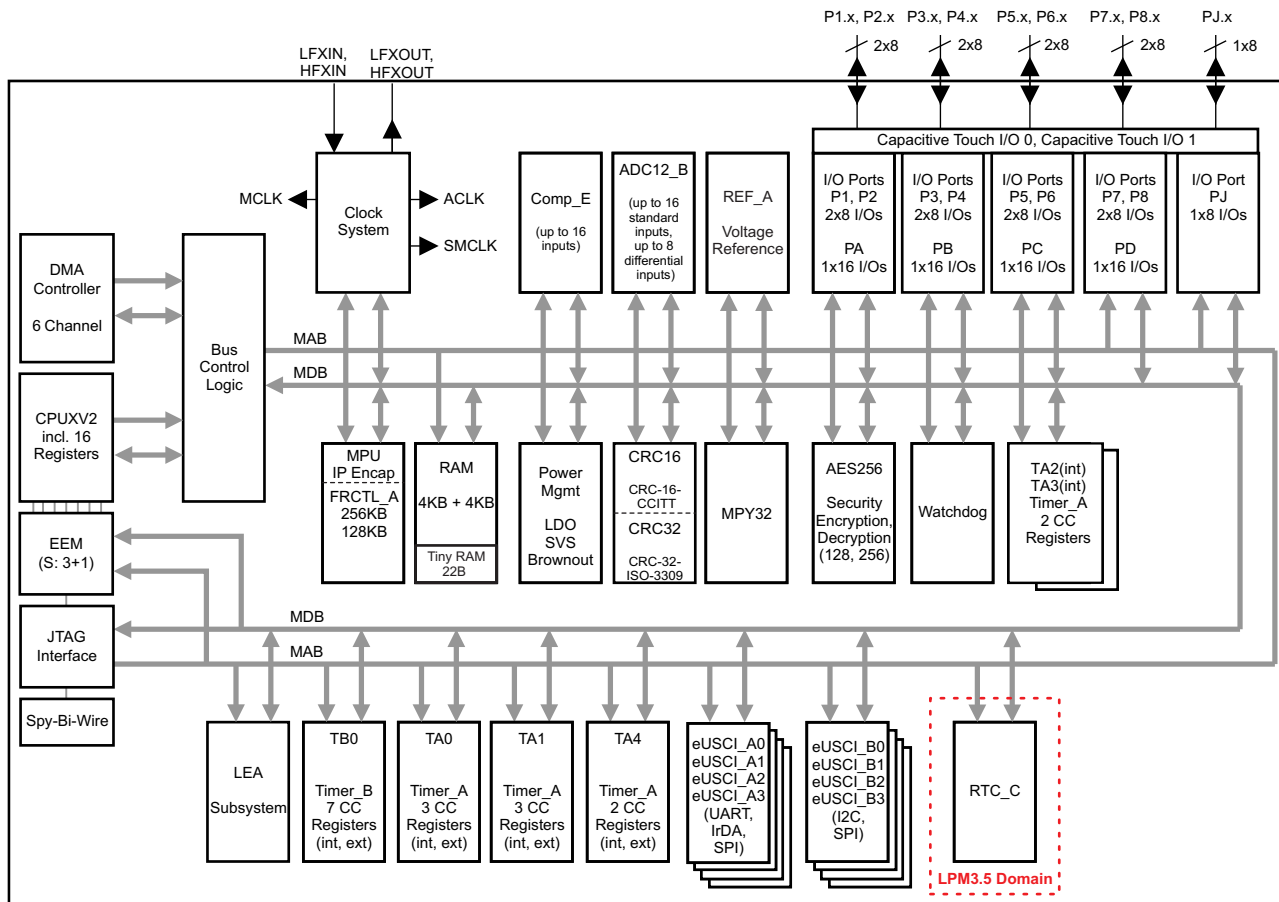 P1.x, P2.x
P3.x, P4.x
P5.x, P6.x
P7.x, P8.x
PJ.x
2x8
2x8
2x8
2x8
1x8
LFXIN,
HFXIN
LFXOUT,
HFXOUT
Capacitive Touch I/O 0, Capacitive Touch I/O 1
MCLK
Clock
System
ACLK
SMCLK
Comp_E
(up to 16
inputs)
ADC12_B
(up to 16
standard
inputs,
up to 8
differential
inputs)
REF_A
Voltage
Reference
I/O Ports
P1, P2
2x8 I/Os
PA
1x16 I/Os
I/O Ports
P3, P4
2x8 I/Os
PB
1x16 I/Os
I/O Ports
P5, P6
2x8 I/Os
PC
1x16 I/Os
I/O Ports
P7, P8
2x8 I/Os
PD
1x16 I/Os
I/O Port
PJ
1x8 I/Os
DMA
Controller
6 Channel
Bus
Control
Logic
MAB
MDB
CPUXV2
incl. 16
Registers
EEM
(S: 3+1)
JTAG
Interface
Spy-Bi-Wire
MPU
IP Encap
FRCTL_A
256KB
128KB
RAM
4KB + 4KB
Tiny RAM
22B
Power
Mgmt
LDO
SVS
Brownout
CRC16
CRC-16-
CCITT
CRC32
CRC-32-
ISO-3309
MPY32
AES256
Security
Encryption,
Decryption
(128, 256)
Watchdog
TA2(int)
TA3(int)
Timer_A
2 CC
Registers
MDB
MAB
LEA
Subsystem
TB0
Timer_B
7 CC
Registers
(int, ext)
TA0
Timer_A
3 CC
Registers
(int, ext)
TA1
Timer_A
3 CC
Registers
(int, ext)
TA4
Timer_A
2 CC
Registers
(int, ext)
eUSCI_A0
eUSCI_A1
eUSCI_A2
eUSCI_A3
(UART,
IrDA,
SPI)
eUSCI_B0
eUSCI_B1
eUSCI_B2
eUSCI_B3
(I2C,
SPI)
RTC_C
LPM3.5 Domain